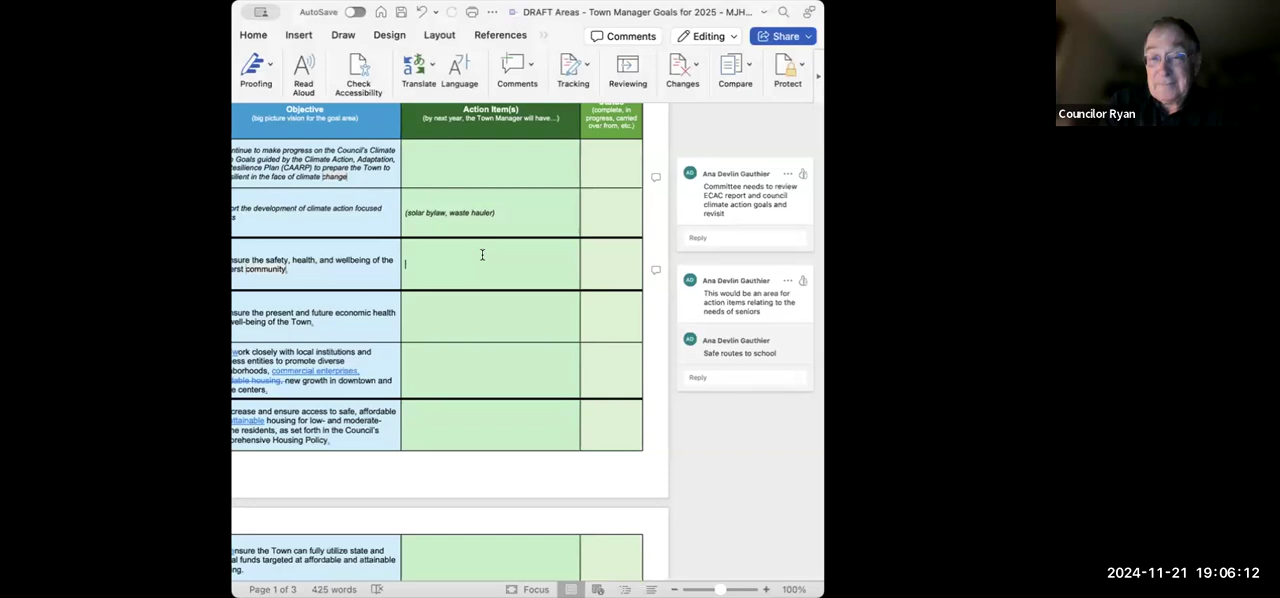 AutoSave
DRAFT Areas - Town Manager Goals for 2025 - MJH...
Home Insert Draw Design Layout References
Comments Editing Share
Proofing Read Aloud Check Accessibility Translate Language Comments Tracking Reviewing Changes Compare Protect
Objective
(big picture vision for the goal area)
Action Item(s)
(by next year, the Town Manager will have...)
(complete, in
progress, carried
over from, etc.)
ntinue to make progress on the Council's Climate
Goals guided by the Climate Action, Adaptation,
esilience Plan (CAARP) to prepare the Town to
silient in the face of climate change
ort the development of climate action focused
s
(solar bylaw, waste hauler)
nsure the safety, health, and wellbeing of the
erst community.
nsure the present and future economic health
well-being of the Town.
work closely with local institutions and
ess entities to promote diverse
borhoods, commercial enterprises,
dable housing, new growth in downtown and
e centers.
crease and ensure access to safe, affordable
ttainable housing for low- and moderate-
me residents, as set forth in the Council's
prehensive Housing Policy.
ensure the Town can fully utilize state and
al funds targeted at affordable and attainable
ng.
AD Ana Devlin Gauthier
Committee needs to review
ECAC report and council
climate action goals and
revisit
Reply
AD Ana Devlin Gauthier
This would be an area for
action items relating to the
needs of seniors
AD Ana Devlin Gauthier
Safe routes to school
Reply
Page 1 of 3 425 words Focus 100%
Councilor Ryan
2024-11-21 19:06:12